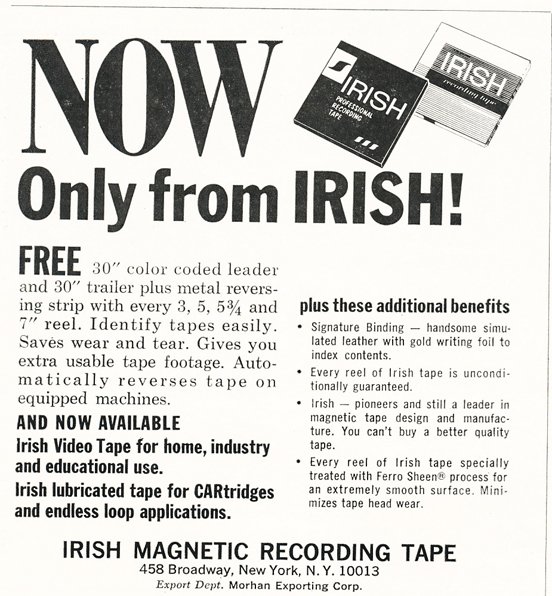 NOW
IRISH
PROFESSIONAL
RECORDING
TAPE
IRISH
recording tape
Only from IRISH!
FREE 30″ color coded leader
and 30″ trailer plus metal revers-
ing strip with every 3, 5, 5¾ and
7″ reel. Identify tapes easily.
Saves wear and tear. Gives you
extra usable tape footage. Auto-
matically reverses tape on
equipped machines.
AND NOW AVAILABLE
Irish Video Tape for home, industry
and educational use.
Irish lubricated tape for CARtridges
and endless loop applications.
plus these additional benefits
• Signature Binding — handsome simu-
lated leather with gold writing foil to
index contents.
• Every reel of Irish tape is uncondi-
tionally guaranteed.
• Irish — pioneers and still a leader in
magnetic tape design and manufac-
ture. You can't buy a better quality
tape.
• Every reel of Irish tape specially
treated with Ferro Sheen® process for
an extremely smooth surface. Mini-
mizes tape head wear.
IRISH MAGNETIC RECORDING TAPE
458 Broadway, New York, N. Y. 10013
Export Dept. Morhan Exporting Corp.